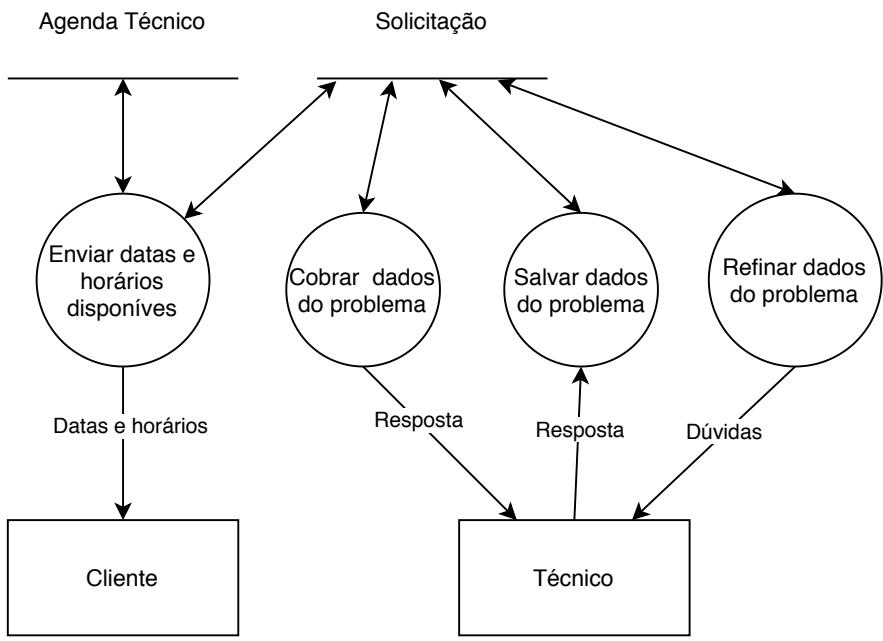 Agenda Técnico
Solicitação
Enviar datas e
horários
disponíves
Cobrar dados
do problema
Salvar dados
do problema
Refinar dados
do problema
Datas e horários
Resposta
Resposta
Dúvidas
Cliente
Técnico